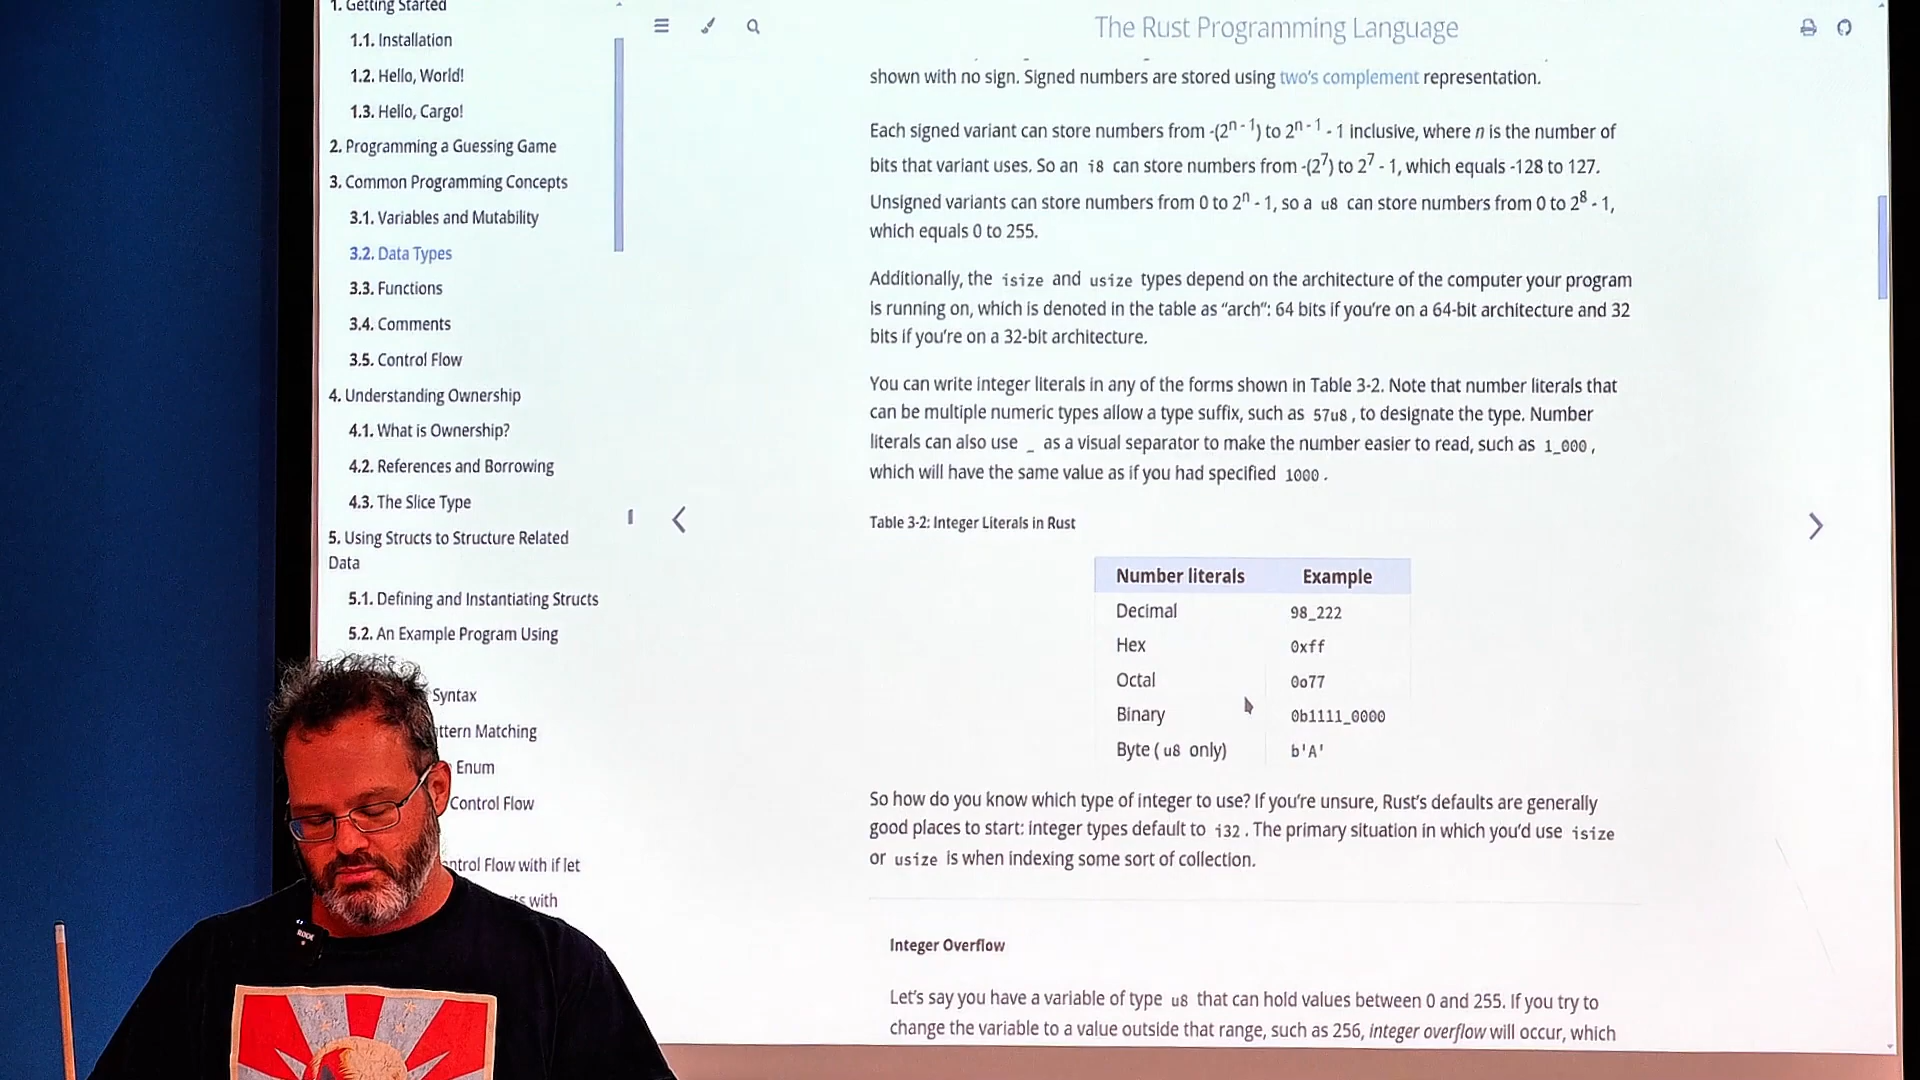 1. Getting Started
1.1. Installation
1.2. Hello, World!
1.3. Hello, Cargo!
2. Programming a Guessing Game
3. Common Programming Concepts
3.1. Variables and Mutability
3.2. Data Types
3.3. Functions
3.4. Comments
3.5. Control Flow
4. Understanding Ownership
4.1. What is Ownership?
4.2. References and Borrowing
4.3. The Slice Type
5. Using Structs to Structure Related
Data
5.1. Defining and Instantiating Structs
5.2. An Example Program Using
Syntax
ttern Matching
Enum
Control Flow
ntrol Flow with if let
ts with
RODE
The Rust Programming Language
shown with no sign. Signed numbers are stored using two's complement representation.
Each signed variant can store numbers from -(2n - 1) to 2n - 1 - 1 inclusive, where n is the number of
bits that variant uses. So an i8 can store numbers from -(27) to 27 - 1, which equals -128 to 127.
Unsigned variants can store numbers from 0 to 2n - 1, so a u8 can store numbers from 0 to 28 - 1,
which equals 0 to 255.
Additionally, the isize and usize types depend on the architecture of the computer your program
is running on, which is denoted in the table as “arch”: 64 bits if you’re on a 64-bit architecture and 32
bits if you’re on a 32-bit architecture.
You can write integer literals in any of the forms shown in Table 3-2. Note that number literals that
can be multiple numeric types allow a type suffix, such as 57u8, to designate the type. Number
literals can also use _ as a visual separator to make the number easier to read, such as 1_000,
which will have the same value as if you had specified 1000.
Table 3-2: Integer Literals in Rust
Number literals Example
Decimal 98_222
Hex 0xff
Octal 0o77
Binary 0b1111_0000
Byte (u8 only) b'A'
So how do you know which type of integer to use? If you’re unsure, Rust’s defaults are generally
good places to start: integer types default to i32. The primary situation in which you’d use isize
or usize is when indexing some sort of collection.
Integer Overflow
Let’s say you have a variable of type u8 that can hold values between 0 and 255. If you try to
change the variable to a value outside that range, such as 256, integer overflow will occur, which